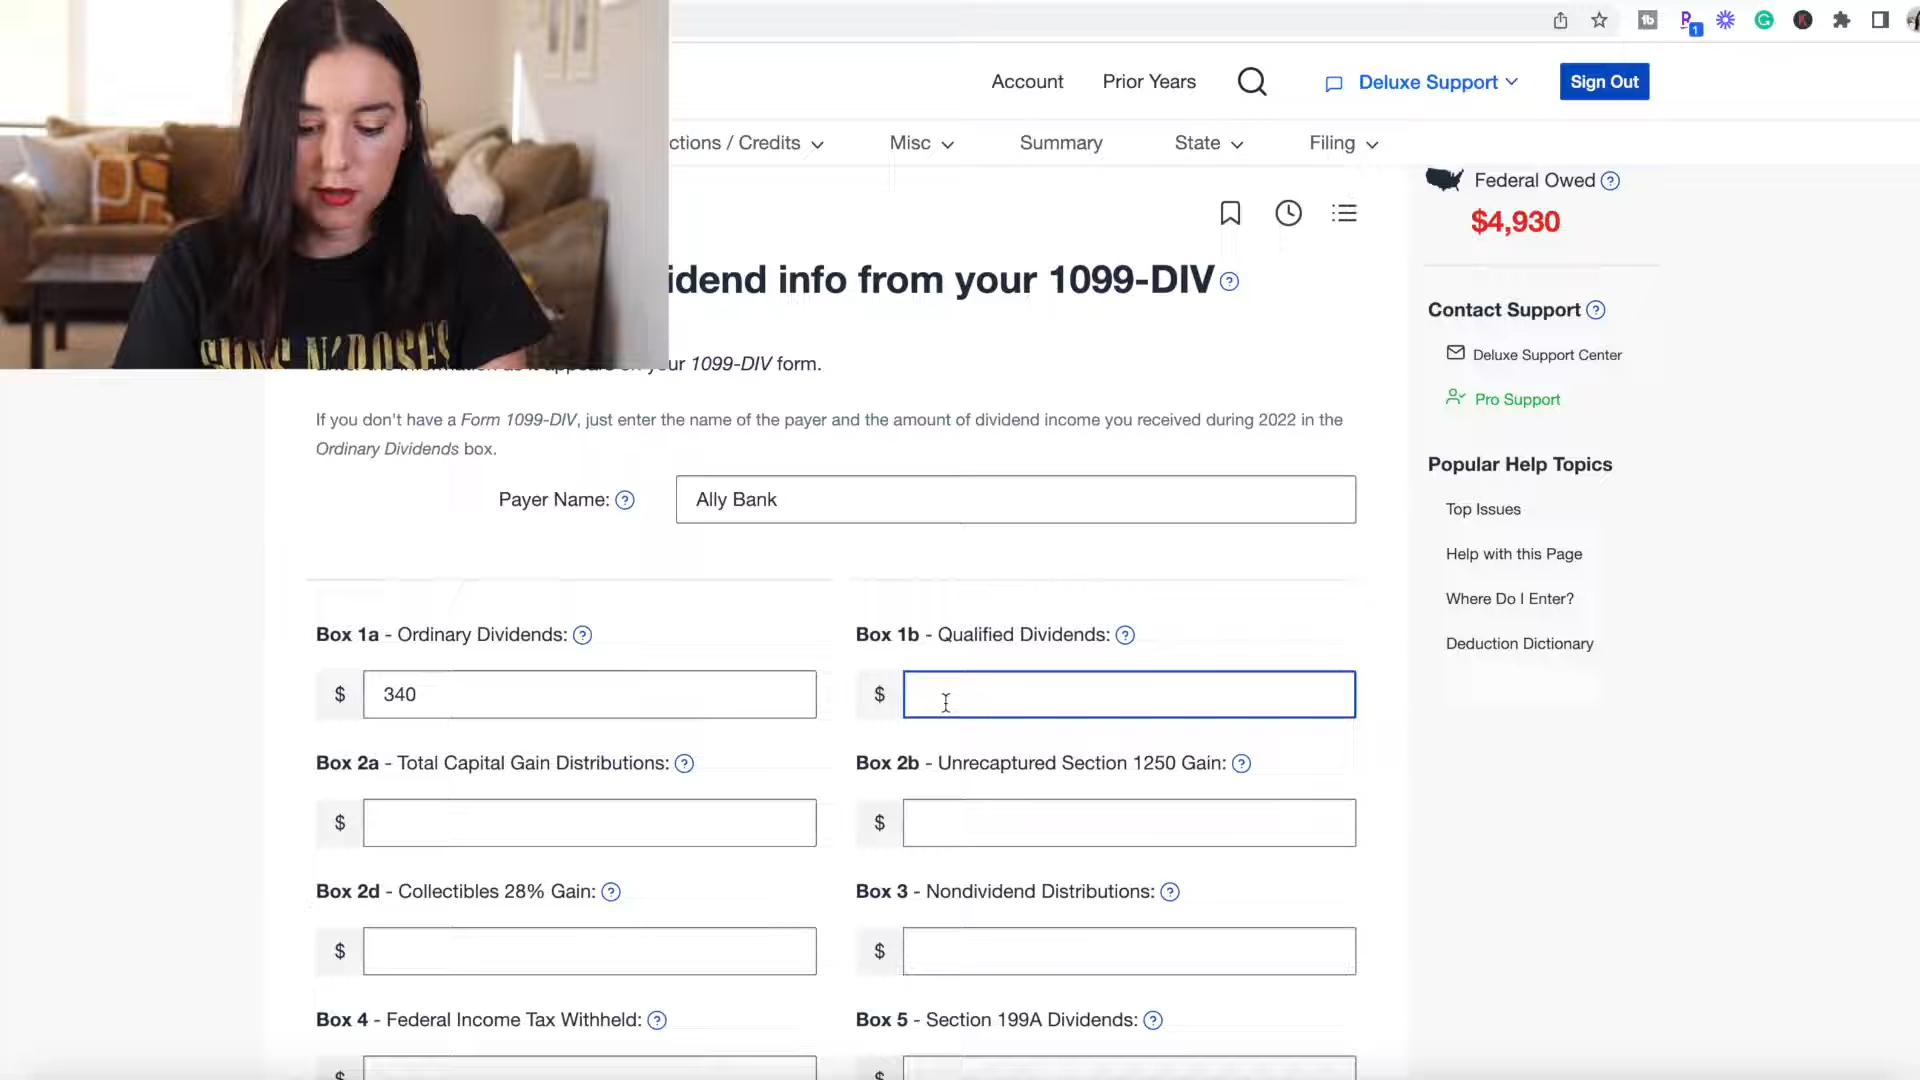 Account
Prior Years
Deluxe Support
Sign Out
ctions / Credits
Misc
Summary
State
Filing
Federal Owed ?
$4,930
idend info from your 1099-DIV ?
ur 1099-DIV form.
If you don't have a Form 1099-DIV, just enter the name of the payer and the amount of dividend income you received during 2022 in the
Ordinary Dividends box.
Payer Name: ?
Ally Bank
Box 1a - Ordinary Dividends: ?
Box 1b - Qualified Dividends: ?
$ 340
$
Box 2a - Total Capital Gain Distributions: ?
Box 2b - Unrecaptured Section 1250 Gain: ?
$
$
Box 2d - Collectibles 28% Gain: ?
Box 3 - Nondividend Distributions: ?
$
$
Box 4 - Federal Income Tax Withheld: ?
Box 5 - Section 199A Dividends: ?
$
$
Contact Support ?
Deluxe Support Center
Pro Support
Popular Help Topics
Top Issues
Help with this Page
Where Do I Enter?
Deduction Dictionary
GUNS N' ROSES
tb
R
1
G
K